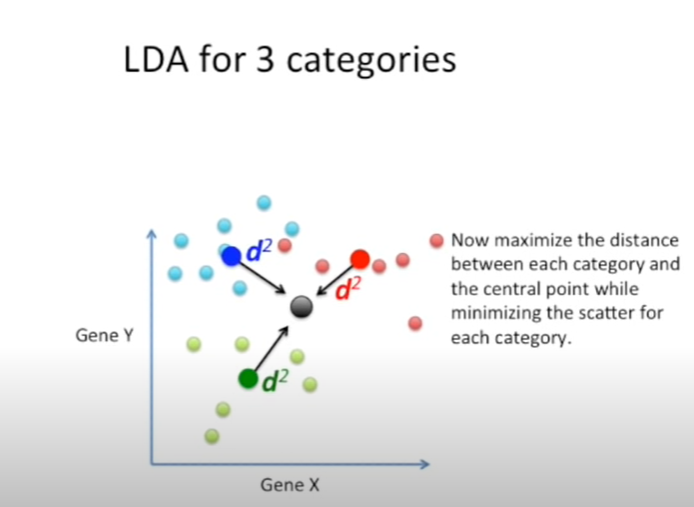 LDA for 3 categories
d²
d²
Now maximize the distance
between each category and
the central point while
minimizing the scatter for
each category.
Gene Y
d²
Gene X